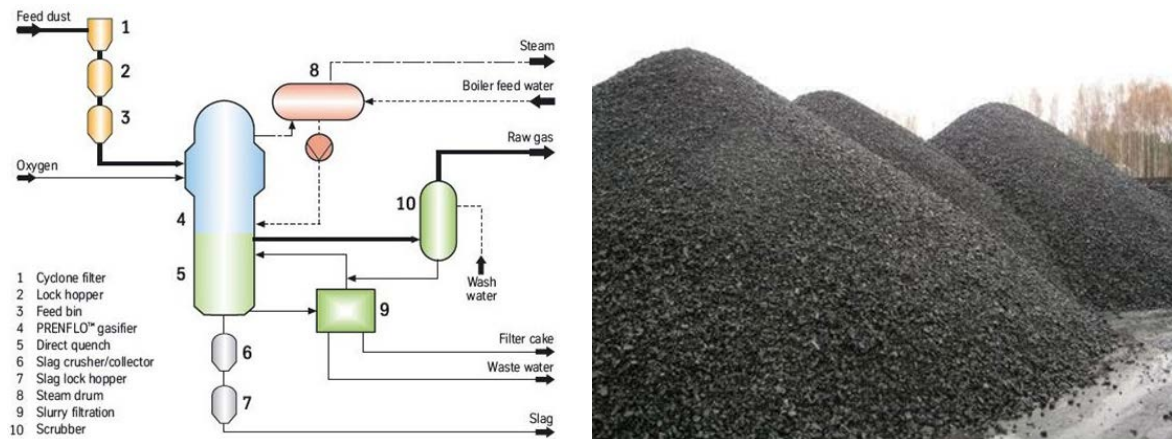 Feed dust
1
2
3
Oxygen
4
5
6
7
8
9
10
Steam
Boiler feed water
Raw gas
Wash
water
Filter cake
Waste water
Slag
1 Cyclone filter
2 Lock hopper
3 Feed bin
4 PRENFLO™ gasifier
5 Direct quench
6 Slag crusher/collector
7 Slag lock hopper
8 Steam drum
9 Slurry filtration
10 Scrubber